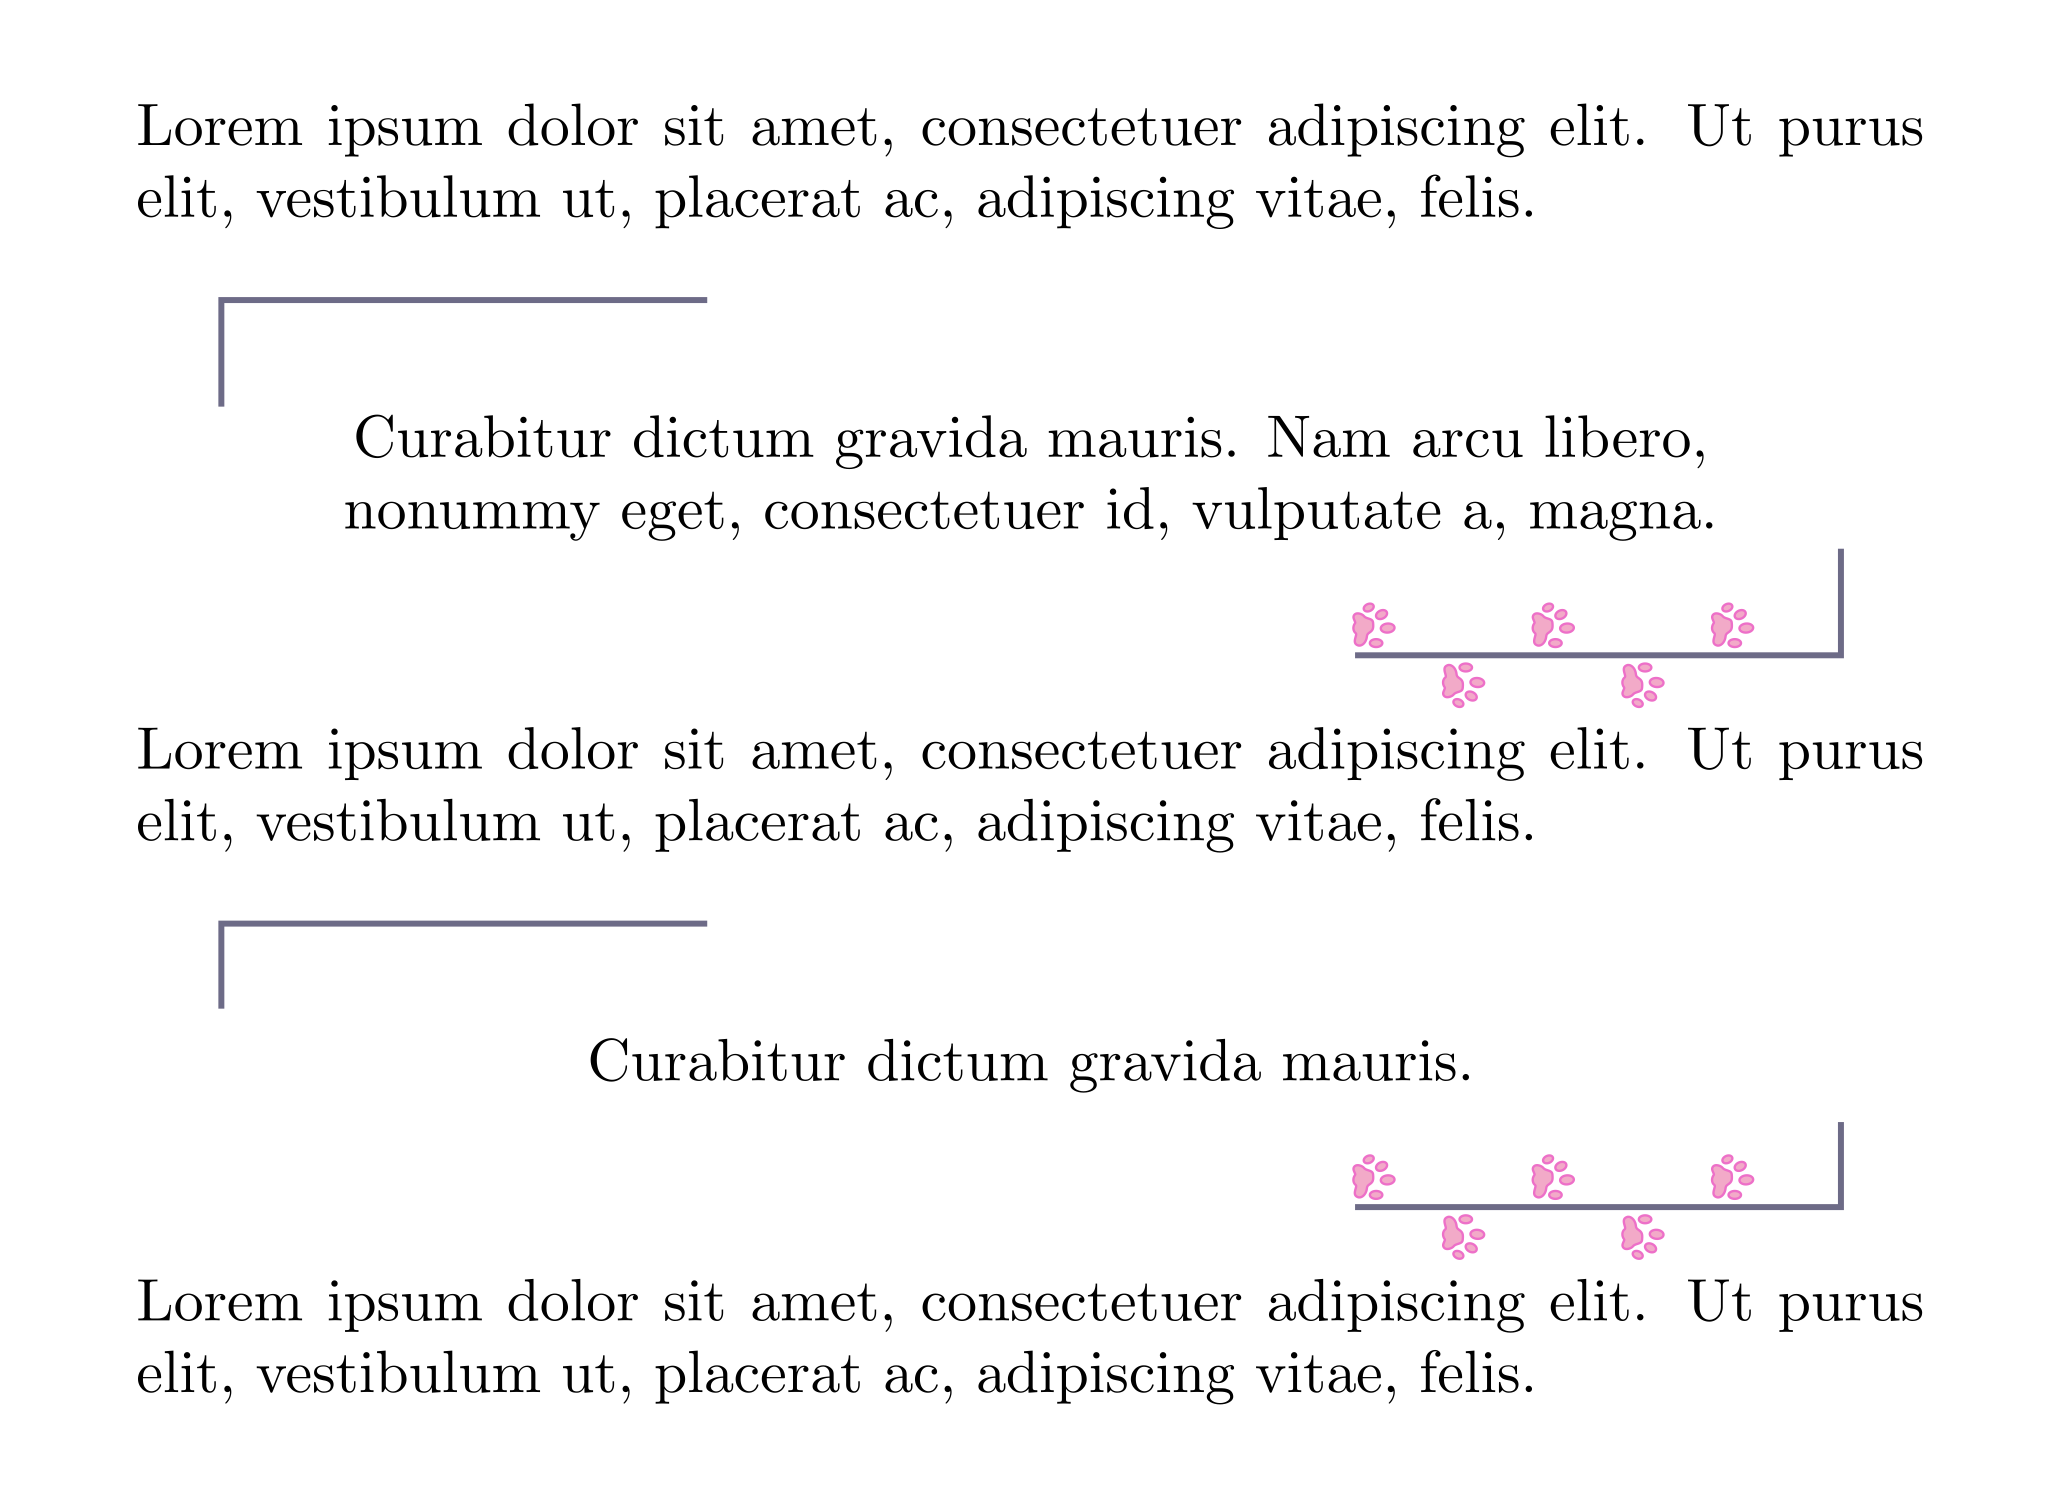 Lorem ipsum dolor sit amet, consectetuer adipiscing elit. Ut purus
elit, vestibulum ut, placerat ac, adipiscing vitae, felis.
Curabitur dictum gravida mauris. Nam arcu libero,
nonummy eget, consectetuer id, vulputate a, magna.
Lorem ipsum dolor sit amet, consectetuer adipiscing elit. Ut purus
elit, vestibulum ut, placerat ac, adipiscing vitae, felis.
Curabitur dictum gravida mauris.
Lorem ipsum dolor sit amet, consectetuer adipiscing elit. Ut purus
elit, vestibulum ut, placerat ac, adipiscing vitae, felis.